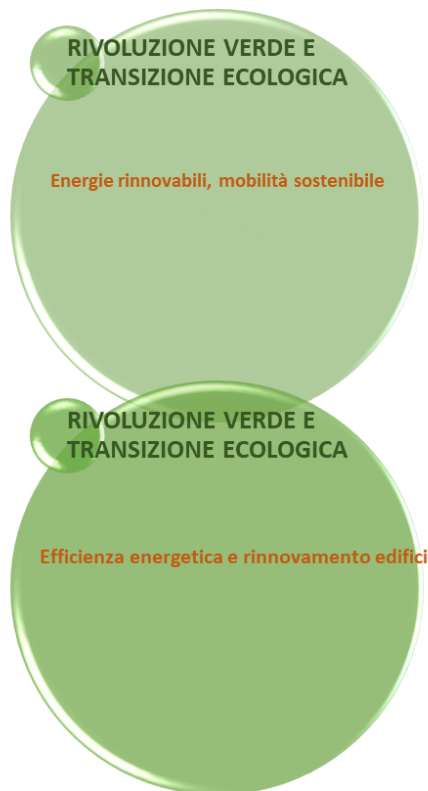 RIVOLUZIONE VERDE E
TRANSIZIONE ECOLOGICA
Energie rinnovabili, mobilità sostenibile
RIVOLUZIONE VERDE E
TRANSIZIONE ECOLOGICA
Efficienza energetica e rinnovamento edifici